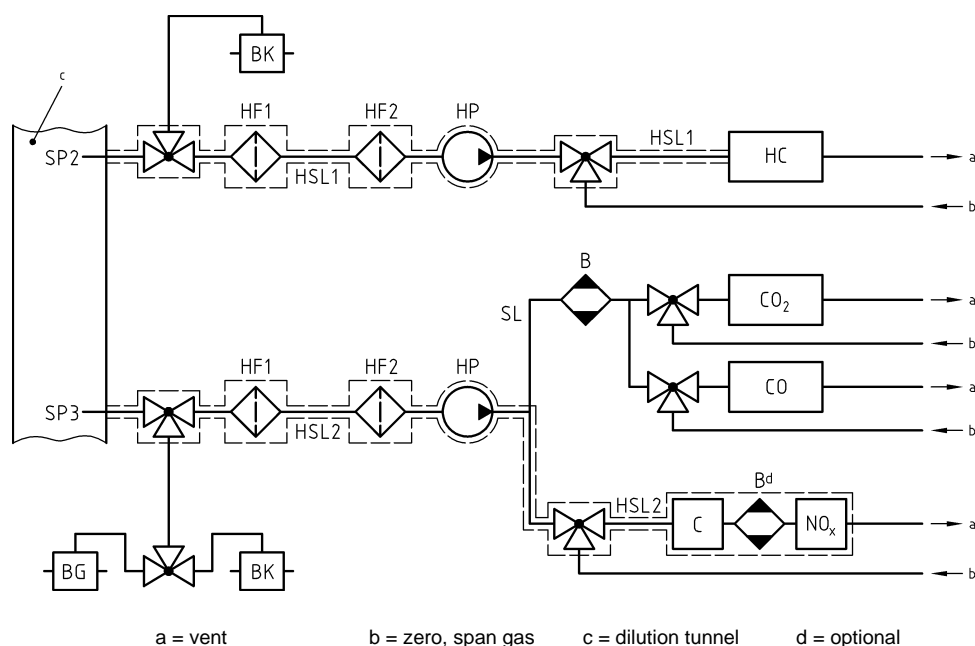 BK
c
HF1 HF2 HP
SP2 HSL1 HSL1 HC a
b
B
SL CO₂ a
b
HF1 HF2 HP
SP3 HSL2 CO a
b
Bᵈ
HSL2
C NOₓ a
BG BK b
a = vent b = zero, span gas c = dilution tunnel d = optional